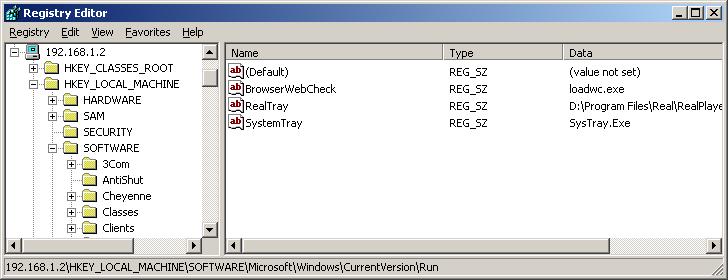 Registry Editor
Registry Edit View Favorites Help
192.168.1.2
HKEY_CLASSES_ROOT
HKEY_LOCAL_MACHINE
HARDWARE
SAM
SECURITY
SOFTWARE
3Com
AntiShut
Cheyenne
Classes
Clients
Name Type Data
(Default) REG_SZ (value not set)
BrowserWebCheck REG_SZ loadwc.exe
RealTray REG_SZ D:\Program Files\Real\RealPlaye
SystemTray REG_SZ SysTray.Exe
192.168.1.2\HKEY_LOCAL_MACHINE\SOFTWARE\Microsoft\Windows\CurrentVersion\Run